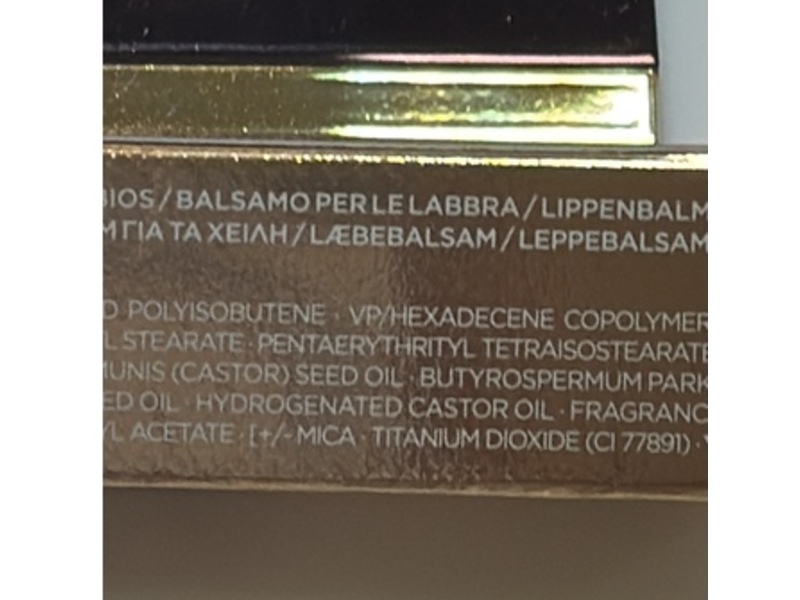 BIOS / BALSAMO PER LE LABBRA / LIPPENBALM
M ΓΙΑ ΤΑ ΧΕΙΛΗ / LÆBEBALSAM / LEPPEBALSAM
D POLYISOBUTENE · VP/HEXADECENE COPOLYMER
L STEARATE · PENTAERYTHRITYL TETRAISOSTEARATE
MUNIS (CASTOR) SEED OIL · BUTYROSPERMUM PARK
ED OIL · HYDROGENATED CASTOR OIL · FRAGRANC
YL ACETATE · [+/- MICA · TITANIUM DIOXIDE (CI 77891) ·